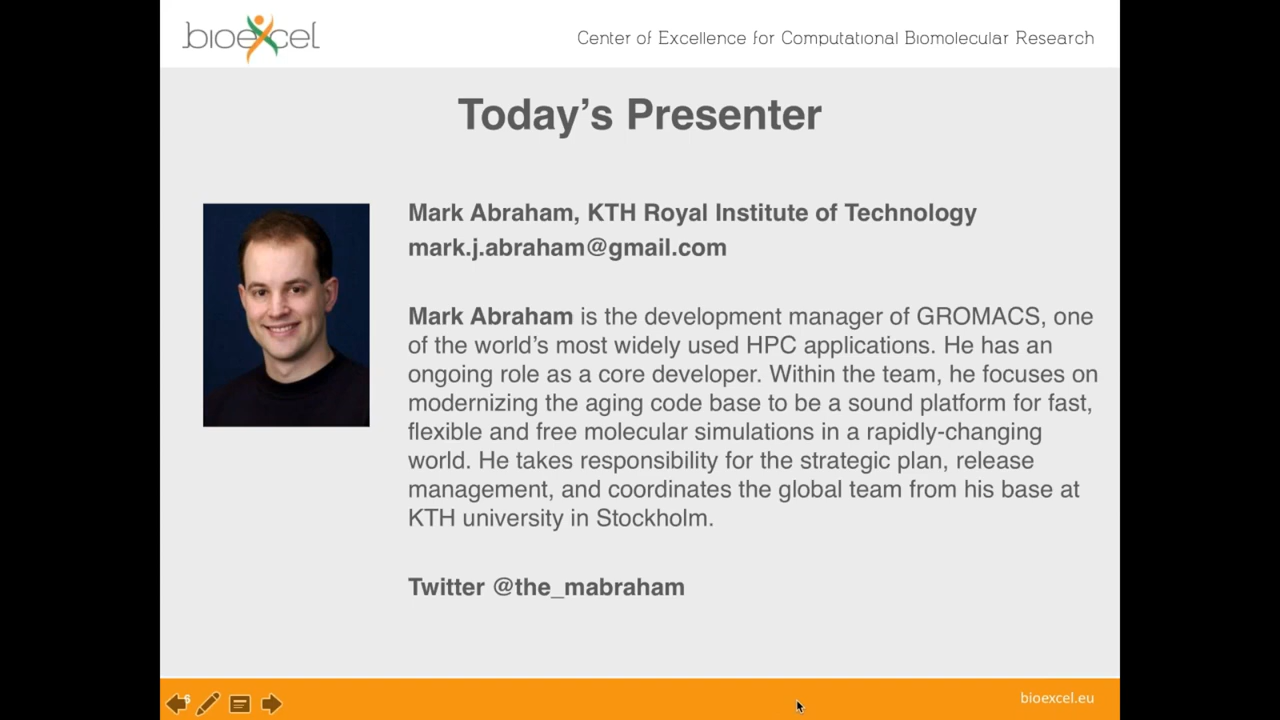 bioexcel
Center of Excellence for Computational Biomolecular Research
Today's Presenter
Mark Abraham, KTH Royal Institute of Technology
mark.j.abraham@gmail.com
Mark Abraham is the development manager of GROMACS, one
of the world's most widely used HPC applications. He has an
ongoing role as a core developer. Within the team, he focuses on
modernizing the aging code base to be a sound platform for fast,
flexible and free molecular simulations in a rapidly-changing
world. He takes responsibility for the strategic plan, release
management, and coordinates the global team from his base at
KTH university in Stockholm.
Twitter @the_mabraham
6
bioexcel.eu